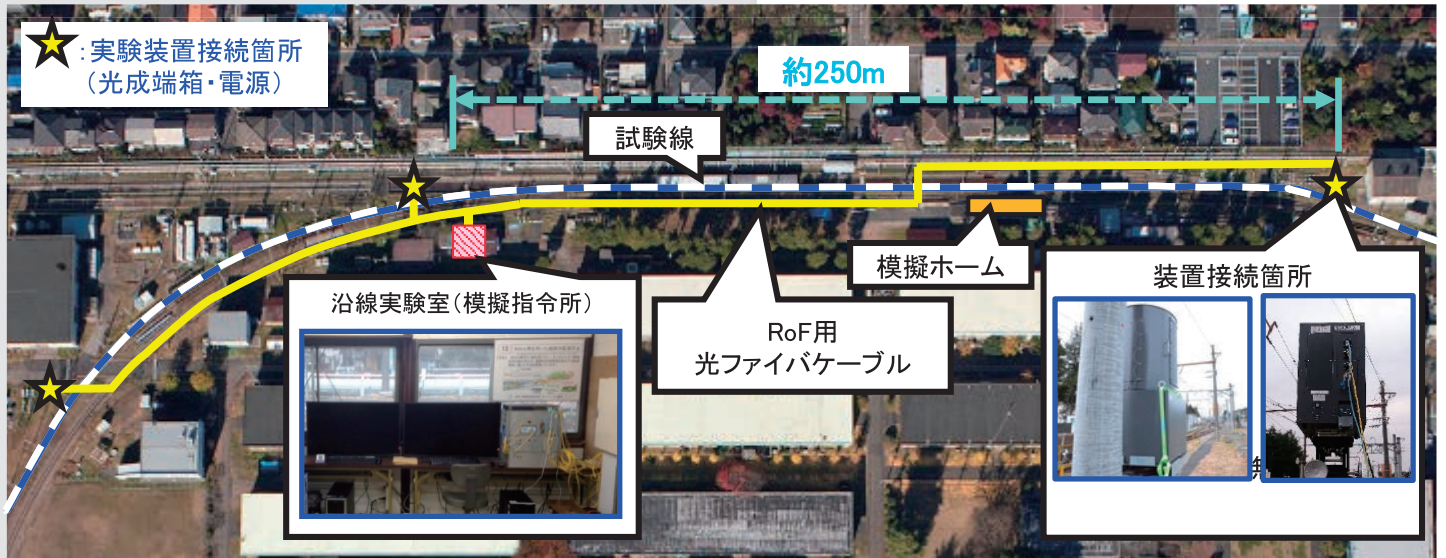 ：実験装置接続箇所
（光成端箱・電源）
約250m
試験線
模擬ホーム
装置接続箇所
沿線実験室（模擬指令所）
RoF用
光ファイバケーブル